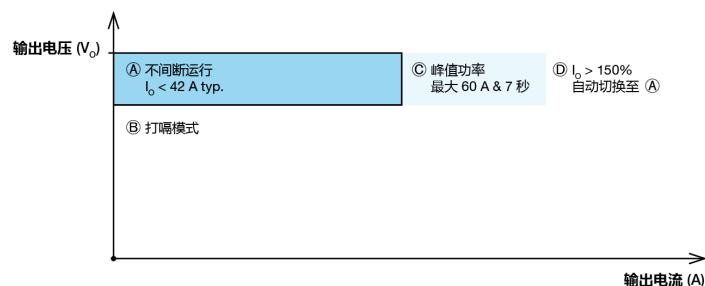 输出电压 (Vo)
Ⓐ 不间断运行
Io < 42 A typ.
Ⓒ 峰值功率
最大 60 A & 7 秒
Ⓓ Io > 150%
自动切换至 Ⓐ
Ⓑ 打嗝模式
输出电流 (A)